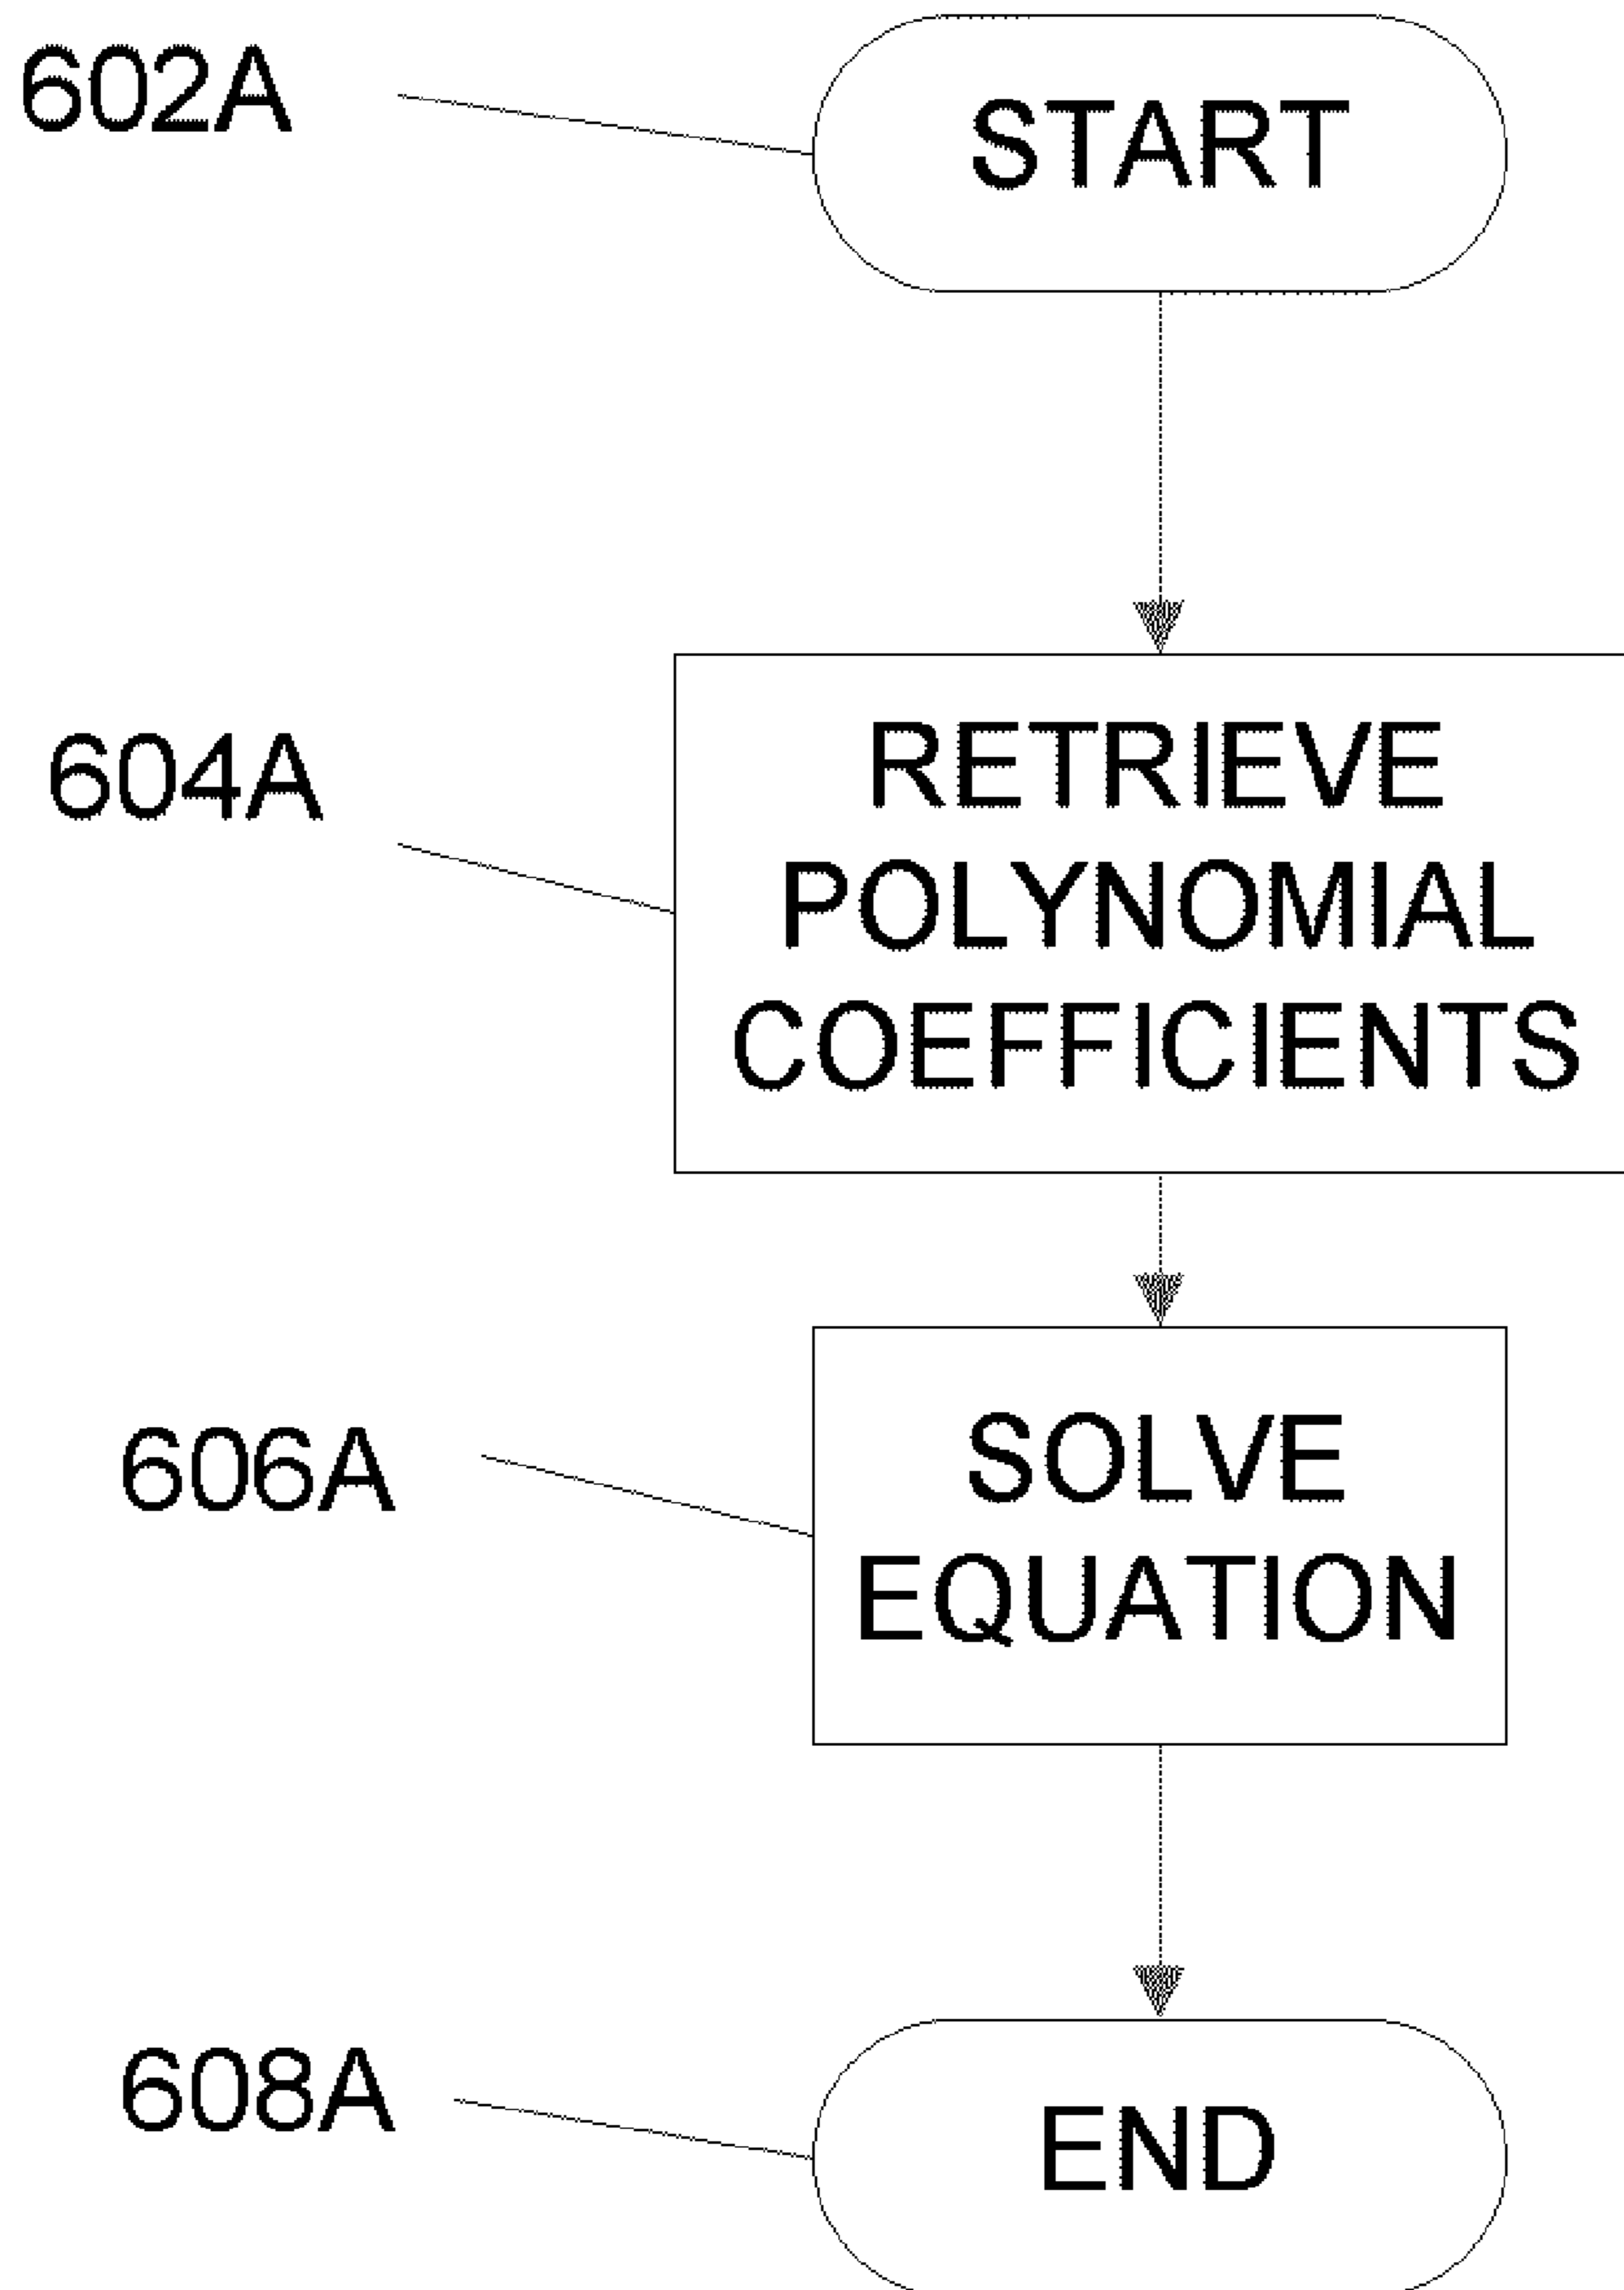 602A
START
604A
RETRIEVE
POLYNOMIAL
COEFFICIENTS
606A
SOLVE
EQUATION
608A
END